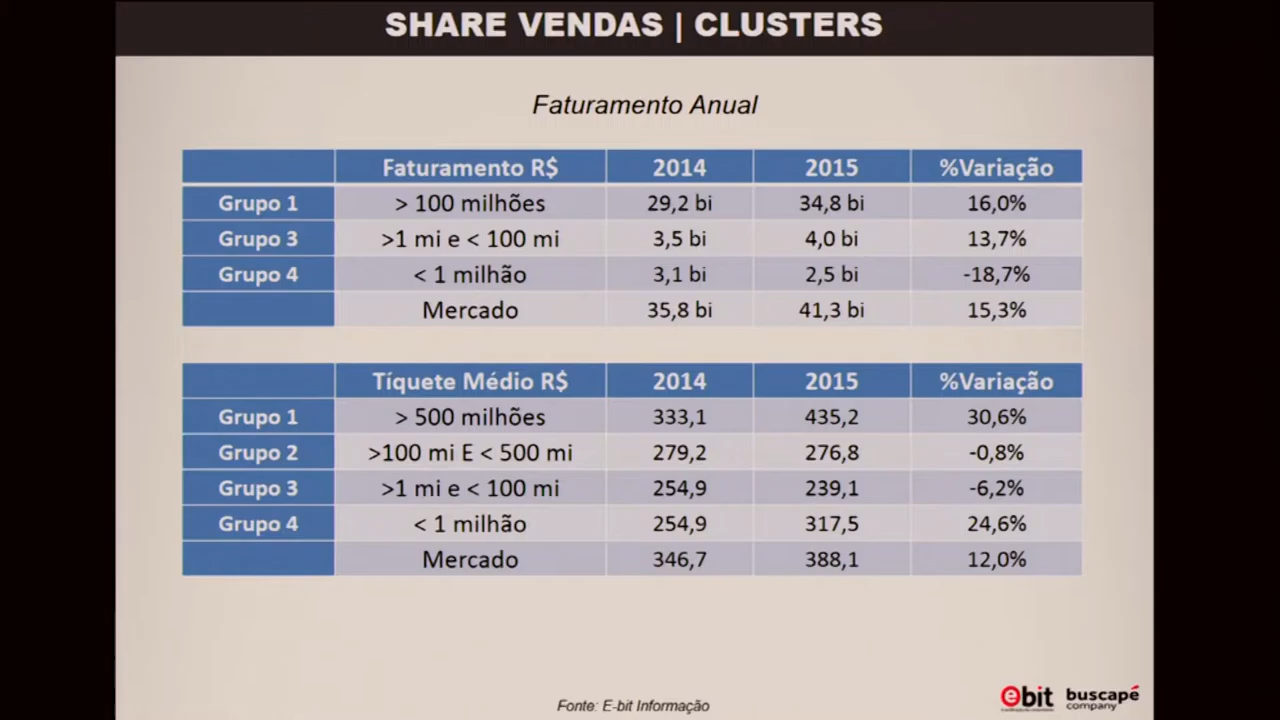 SHARE VENDAS | CLUSTERS
Faturamento Anual
Faturamento R$ 2014 2015 %Variação
Grupo 1 > 100 milhões 29,2 bi 34,8 bi 16,0%
Grupo 3 >1 mi e < 100 mi 3,5 bi 4,0 bi 13,7%
Grupo 4 < 1 milhão 3,1 bi 2,5 bi -18,7%
Mercado 35,8 bi 41,3 bi 15,3%
Tíquete Médio R$ 2014 2015 %Variação
Grupo 1 > 500 milhões 333,1 435,2 30,6%
Grupo 2 >100 mi E < 500 mi 279,2 276,8 -0,8%
Grupo 3 >1 mi e < 100 mi 254,9 239,1 -6,2%
Grupo 4 < 1 milhão 254,9 317,5 24,6%
Mercado 346,7 388,1 12,0%
ebit buscapé
company
Fonte: E-bit Informação